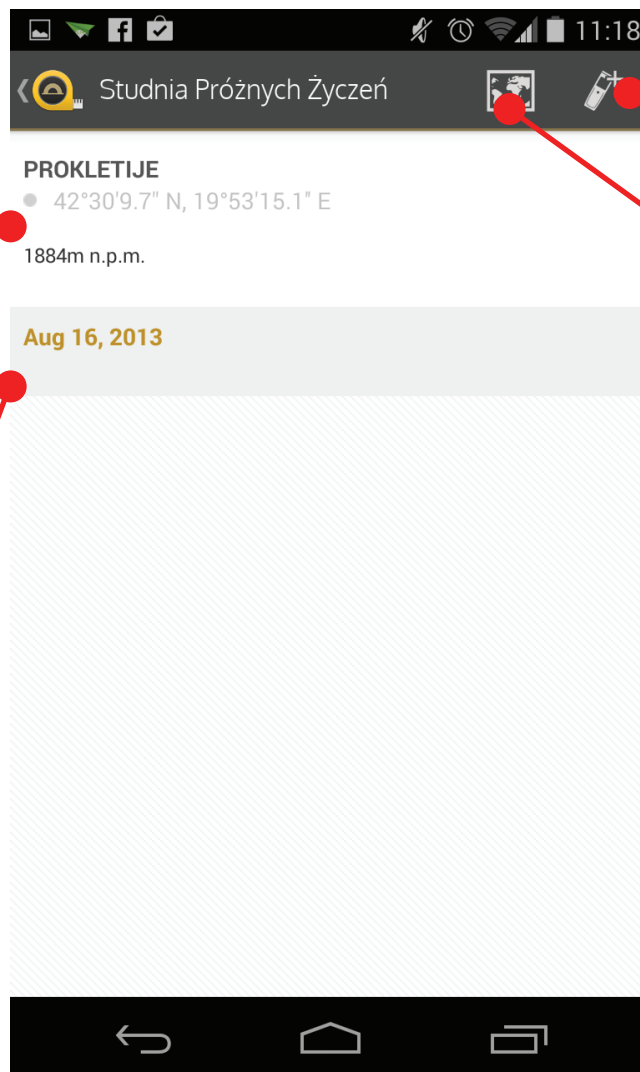 11:18
Studnia Próżnych Życzeń
PROKLETIJE
42°30'9.7" N, 19°53'15.1" E
1884m n.p.m.
Aug 16, 2013